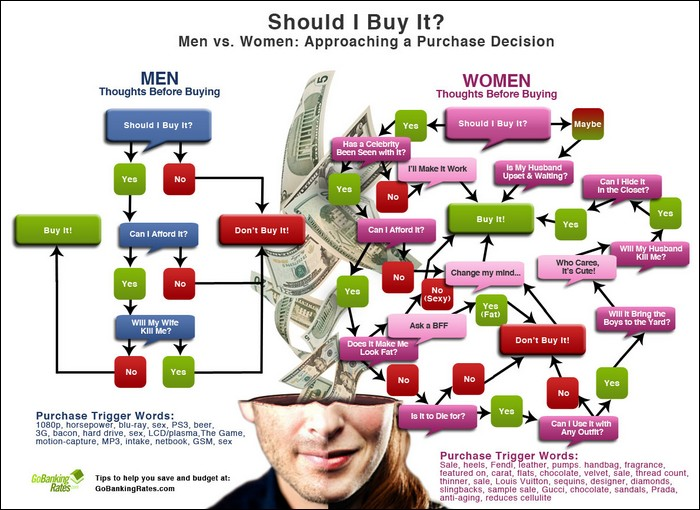 Should I Buy It?
Men vs. Women: Approaching a Purchase Decision
MEN
Thoughts Before Buying
Should I Buy It?
Yes
No
Buy It!
Can I Afford It?
Don't Buy It!
Yes
No
Will My Wife
Kill Me?
No
Yes
Purchase Trigger Words:
1080p, horsepower, blu-ray, sex, PS3, beer,
3G, bacon, hard drive, sex, LCD/plasma,The Game,
motion-capture, MP3, intake, netbook, GSM, sex
GoBanking
Rates.com
Tips to help you save and budget at:
GoBankingRates.com
WOMEN
Thoughts Before Buying
Yes
Should I Buy It?
Maybe
Has a Celebrity
Been Seen with It?
I'll Make It Work
Is My Husband
Upset & Waiting?
Can I Hide It
In the Closet?
Yes
No
Buy It!
Yes
Yes
Can I Afford It?
Will My Husband
Kill Me?
No
Change my mind...
Who Cares,
It's Cute!
Yes
No
(Sexy)
Yes
(Fat)
Ask a BFF
Will it Bring the
Boys to the Yard?
Does It Make Me
Look Fat?
Don't Buy It!
No
No
No
Yes
Is It to Die for?
Yes
Can I Use It with
Any Outfit?
Purchase Trigger Words:
Sale, heels, Fendi, leather, pumps. handbag, fragrance,
featured on, carat, flats, chocolate, velvet, sale, thread count,
thinner, sale, Louis Vuitton, sequins, designer, diamonds,
slingbacks, sample sale, Gucci, chocolate, sandals, Prada,
anti-aging, reduces cellulite